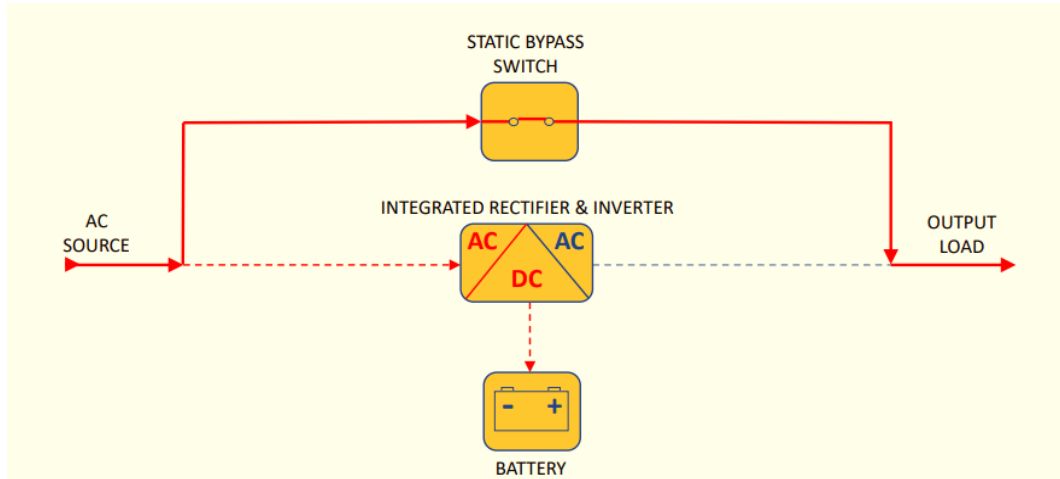 STATIC BYPASS
SWITCH
INTEGRATED RECTIFIER & INVERTER
AC
SOURCE
AC
AC
DC
OUTPUT
LOAD
- +
BATTERY